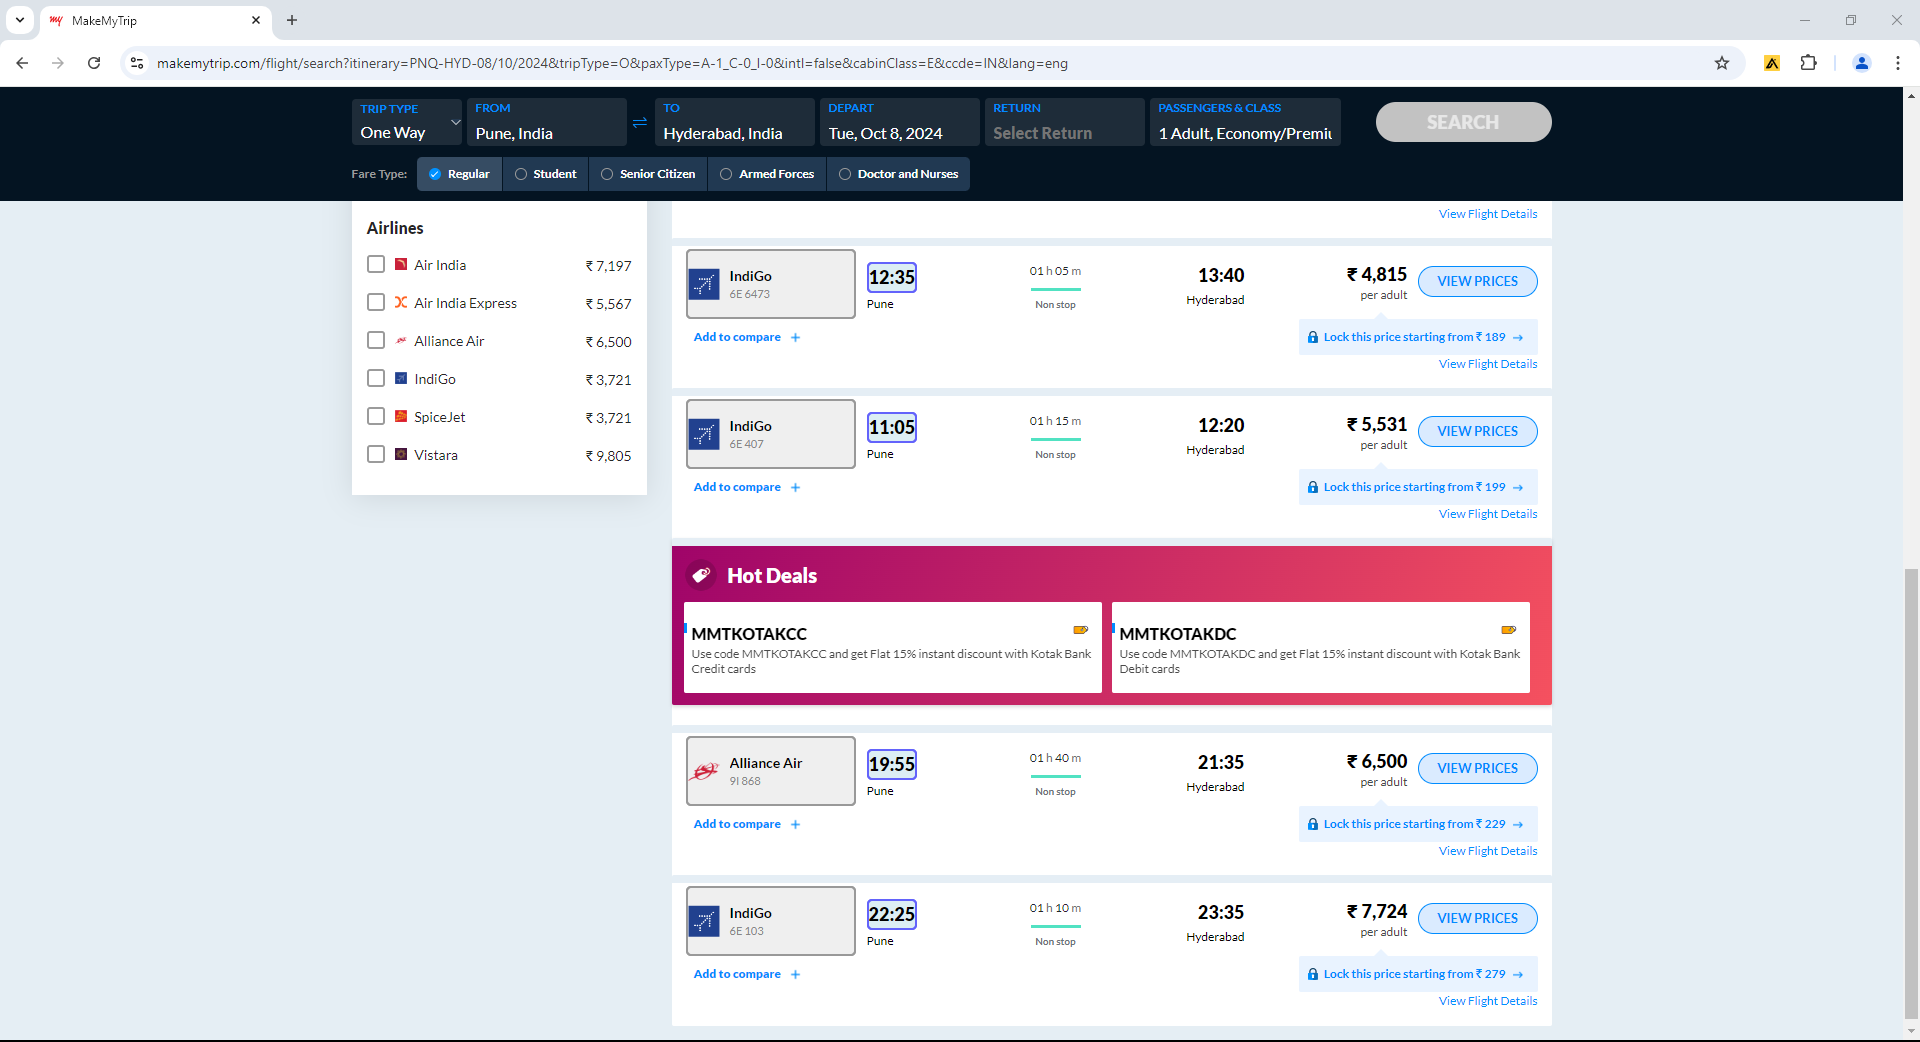 MakeMyTrip
makemytrip.com/flight/search?itinerary=PNQ-HYD-08/10/2024&tripType=O&paxType=A-1_C-0_I-0&intl=false&cabinClass=E&ccde=IN&lang=eng
TRIP TYPE
One Way
FROM
Pune, India
TO
Hyderabad, India
DEPART
Tue, Oct 8, 2024
RETURN
Select Return
PASSENGERS & CLASS
1 Adult, Economy/Premiu
SEARCH
Fare Type:
Regular
Student
Senior Citizen
Armed Forces
Doctor and Nurses
Airlines
Air India ₹ 7,197
Air India Express ₹ 5,567
Alliance Air ₹ 6,500
IndiGo ₹ 3,721
SpiceJet ₹ 3,721
Vistara ₹ 9,805
View Flight Details
IndiGo
6E 6473
12:35
Pune
01 h 05 m
Non stop
13:40
Hyderabad
₹ 4,815
per adult
VIEW PRICES
Add to compare +
Lock this price starting from ₹ 189 →
View Flight Details
IndiGo
6E 407
11:05
Pune
01 h 15 m
Non stop
12:20
Hyderabad
₹ 5,531
per adult
VIEW PRICES
Add to compare +
Lock this price starting from ₹ 199 →
View Flight Details
Hot Deals
MMTKOTAKCC
Use code MMTKOTAKCC and get Flat 15% instant discount with Kotak Bank
Credit cards
MMTKOTAKDC
Use code MMTKOTAKDC and get Flat 15% instant discount with Kotak Bank
Debit cards
Alliance Air
9I 868
19:55
Pune
01 h 40 m
Non stop
21:35
Hyderabad
₹ 6,500
per adult
VIEW PRICES
Add to compare +
Lock this price starting from ₹ 229 →
View Flight Details
IndiGo
6E 103
22:25
Pune
01 h 10 m
Non stop
23:35
Hyderabad
₹ 7,724
per adult
VIEW PRICES
Add to compare +
Lock this price starting from ₹ 279 →
View Flight Details